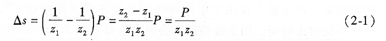 Δs = (1/z₁ − 1/z₂)P = (z₂ − z₁)/(z₁z₂) P = P/(z₁z₂) (2-1)